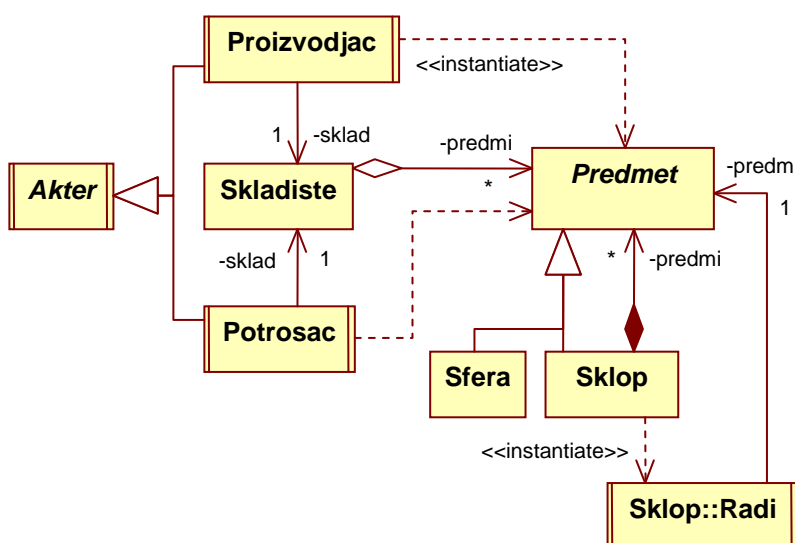 Proizvodjac
<<instantiate>>
1 -sklad
-predmi
Akter
Skladiste
*
Predmet
-predm
1
-sklad 1
* -predmi
Potrosac
Sfera
Sklop
<<instantiate>>
Sklop::Radi